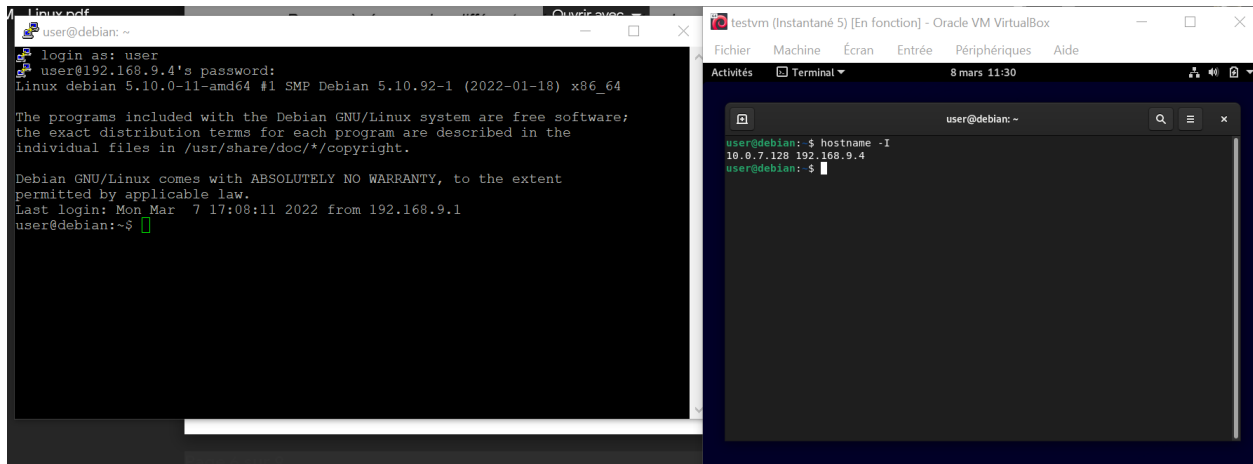 Linux.pdf
Ouvrir avec
user@debian: ~
login as: user
user@192.168.9.4's password:
Linux debian 5.10.0-11-amd64 #1 SMP Debian 5.10.92-1 (2022-01-18) x86_64
The programs included with the Debian GNU/Linux system are free software;
the exact distribution terms for each program are described in the
individual files in /usr/share/doc/*/copyright.
Debian GNU/Linux comes with ABSOLUTELY NO WARRANTY, to the extent
permitted by applicable law.
Last login: Mon Mar  7 17:08:11 2022 from 192.168.9.1
user@debian:~$
testvm (Instantané 5) [En fonction] - Oracle VM VirtualBox
Fichier Machine Écran Entrée Périphériques Aide
Activités Terminal 8 mars 11:30
user@debian: ~
user@debian:~$ hostname -I
10.0.7.128 192.168.9.4
user@debian:~$